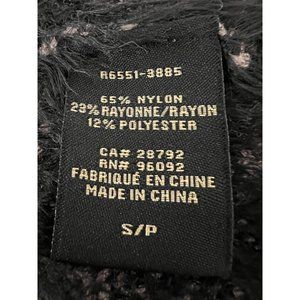 R6551-3885
65% NYLON
23% RAYONNE/RAYON
12% POLYESTER
CA# 28792
RN# 96092
FABRIQUÉ EN CHINE
MADE IN CHINA
S/P